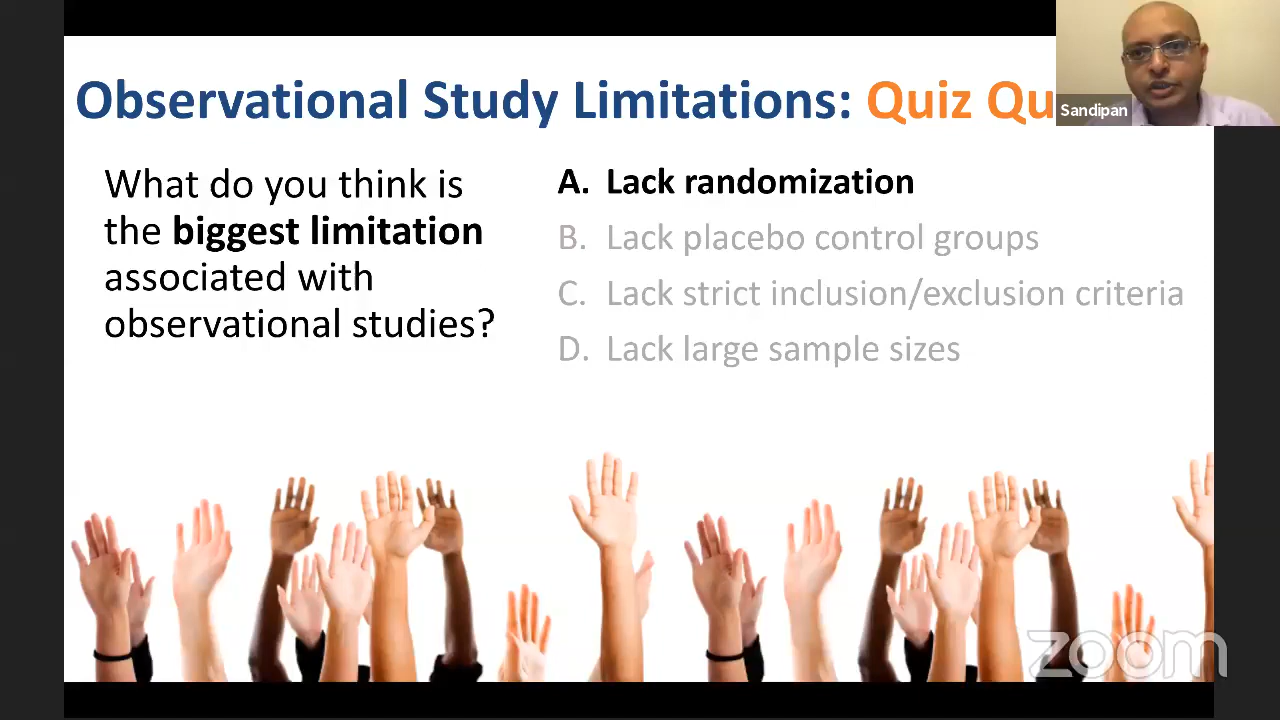 Observational Study Limitations: Quiz Qu
Sandipan
What do you think is
the biggest limitation
associated with
observational studies?
A. Lack randomization
B. Lack placebo control groups
C. Lack strict inclusion/exclusion criteria
D. Lack large sample sizes
zoom